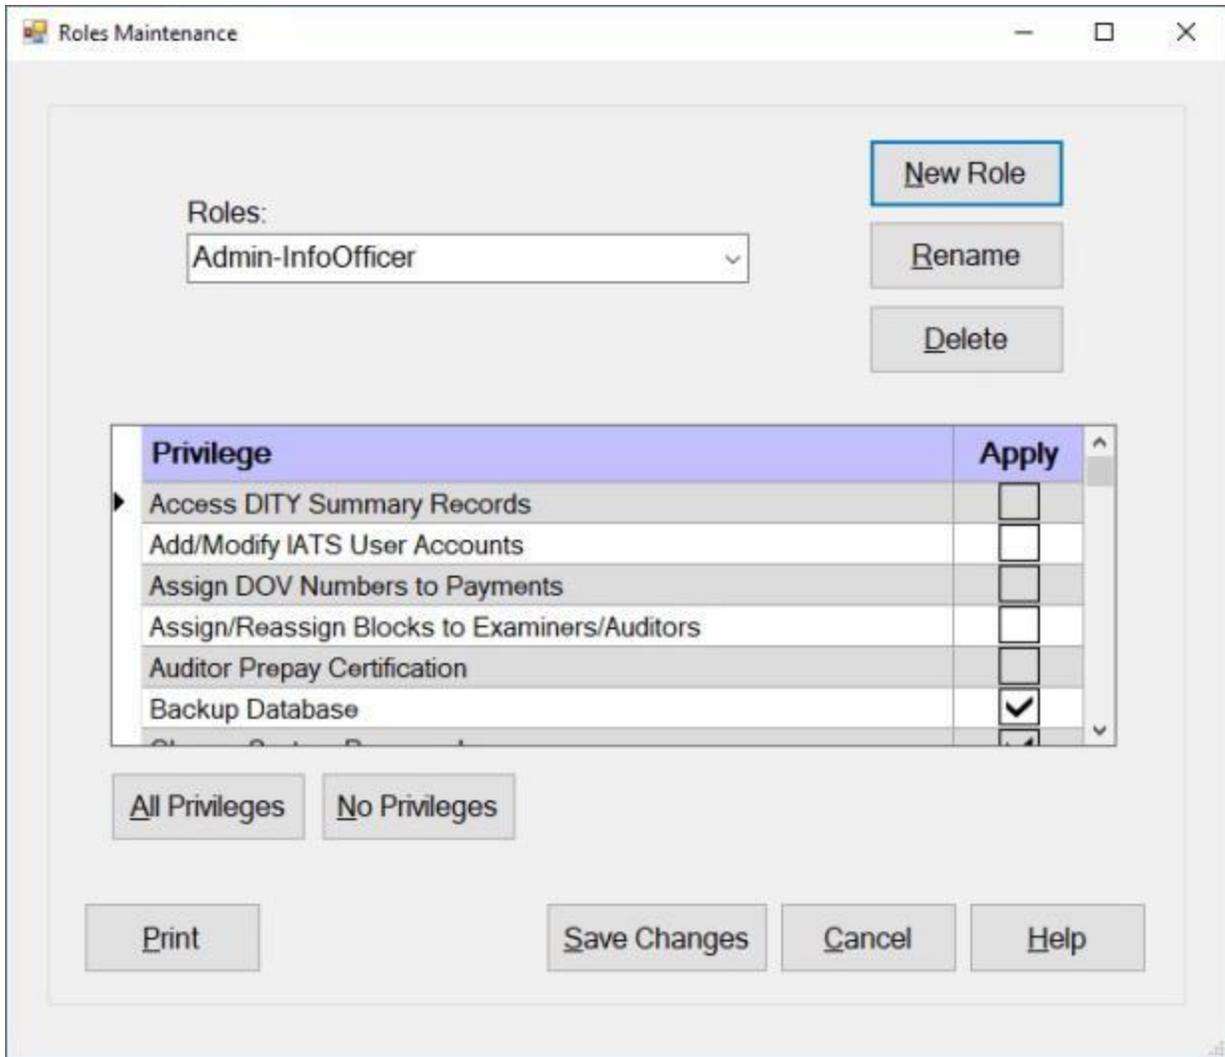 Roles Maintenance
New Role
Roles:
Admin-InfoOfficer
Rename
Delete
Privilege Apply
Access DITY Summary Records
Add/Modify IATS User Accounts
Assign DOV Numbers to Payments
Assign/Reassign Blocks to Examiners/Auditors
Auditor Prepay Certification
Backup Database
All Privileges No Privileges
Print Save Changes Cancel Help